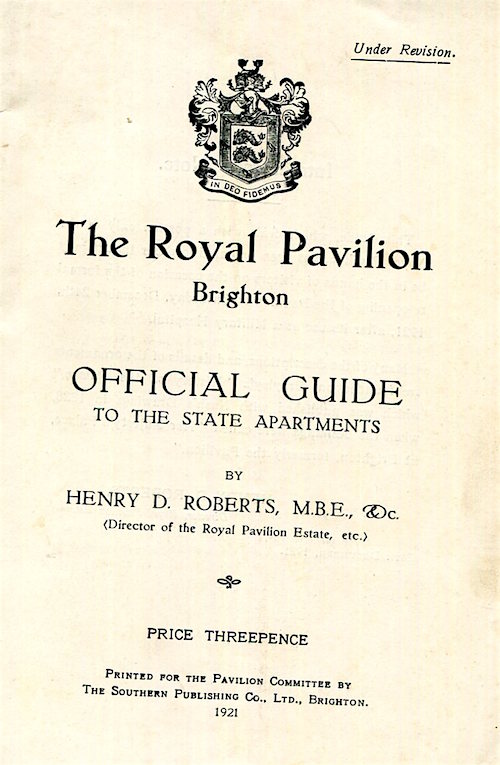 Under Revision.
IN DEO FIDEMUS
The Royal Pavilion
Brighton
OFFICIAL GUIDE
TO THE STATE APARTMENTS
BY
HENRY D. ROBERTS, M.B.E., &c.
(Director of the Royal Pavilion Estate, etc.)
PRICE THREEPENCE
PRINTED FOR THE PAVILION COMMITTEE BY
THE SOUTHERN PUBLISHING CO., LTD., BRIGHTON.
1921